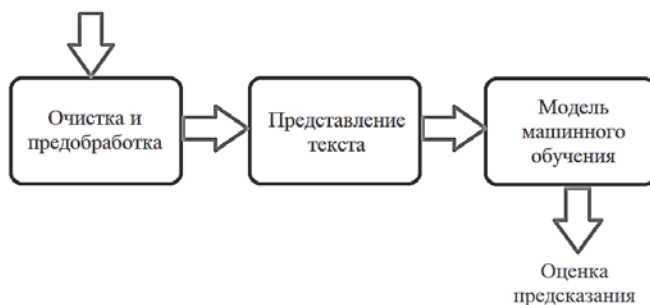 Очистка и
предобработка
Представление
текста
Модель
машинного
обучения
Оценка
предсказания